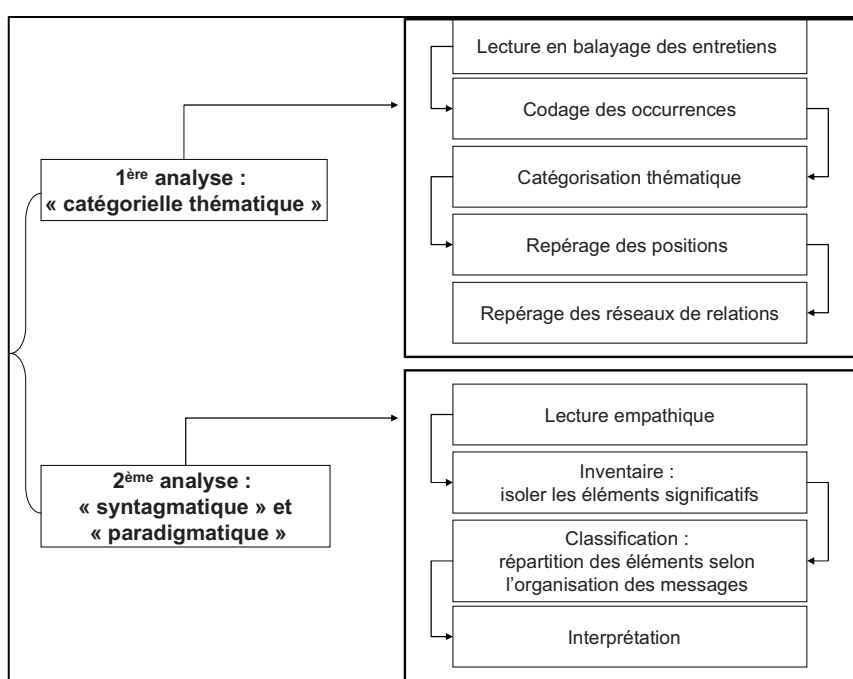 1ère analyse :
« catégorielle thématique »
Lecture en balayage des entretiens
Codage des occurrences
Catégorisation thématique
Repérage des positions
Repérage des réseaux de relations
2ème analyse :
« syntagmatique » et
« paradigmatique »
Lecture empathique
Inventaire :
isoler les éléments significatifs
Classification :
répartition des éléments selon
l’organisation des messages
Interprétation